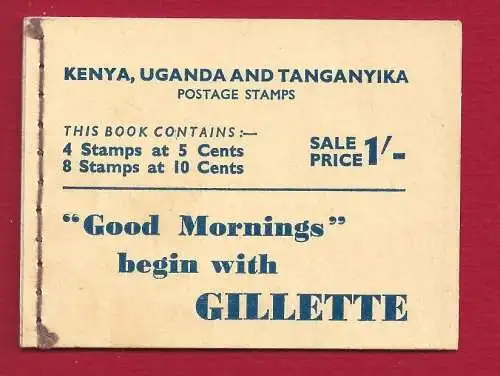 KENYA, UGANDA AND TANGANYIKA
POSTAGE STAMPS
THIS BOOK CONTAINS:—
4 Stamps at 5 Cents
8 Stamps at 10 Cents
SALE PRICE 1/-
"Good Mornings"
begin with
GILLETTE